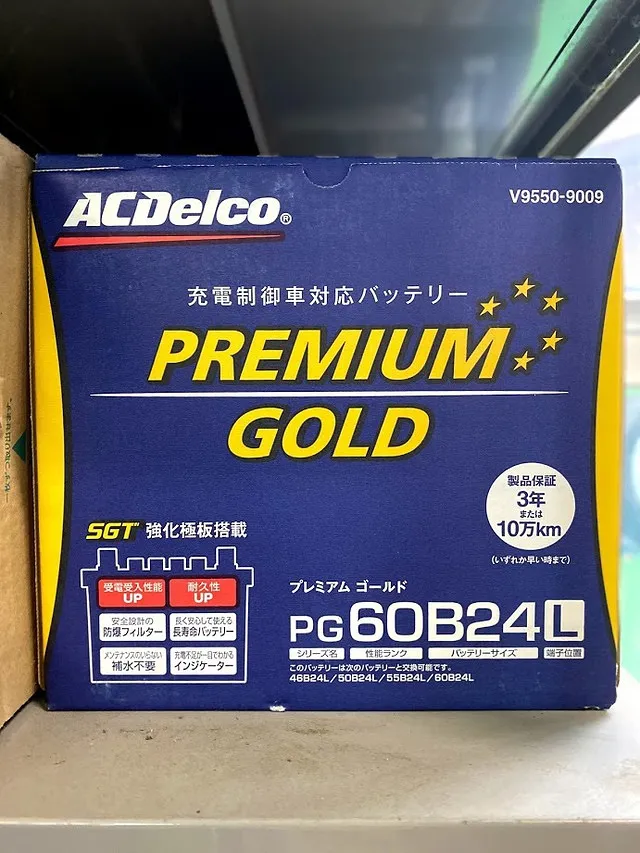 ACDelco®
V9550-9009
充電制御車対応バッテリー
PREMIUM
GOLD
製品保証
3年
または
10万km
(いずれか早い時まで)
SGT™ 強化極板搭載
受電受入性能
UP
耐久性
UP
安全設計の
防爆フィルター
長く安心して使える
長寿命バッテリー
メンテナンスのいらない
補水不要
充電不足が一目でわかる
インジケーター
プレミアム ゴールド
PG60B24L
シリーズ名 性能ランク バッテリーサイズ 端子位置
このバッテリーは次のバッテリーと交換可能です。
46B24L/50B24L/55B24L/60B24L